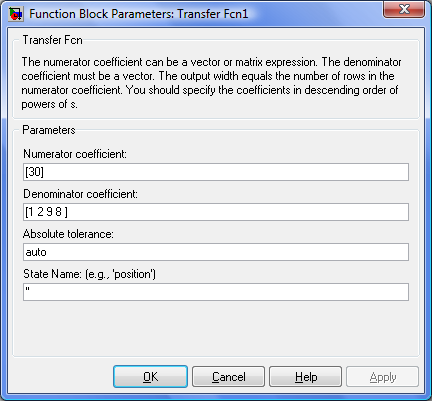 Function Block Parameters: Transfer Fcn1
Transfer Fcn
The numerator coefficient can be a vector or matrix expression. The denominator
coefficient must be a vector. The output width equals the number of rows in the
numerator coefficient. You should specify the coefficients in descending order of
powers of s.
Parameters
Numerator coefficient:
[30]
Denominator coefficient:
[1 2 9 8 ]
Absolute tolerance:
auto
State Name: (e.g., 'position')
''
OK Cancel Help Apply